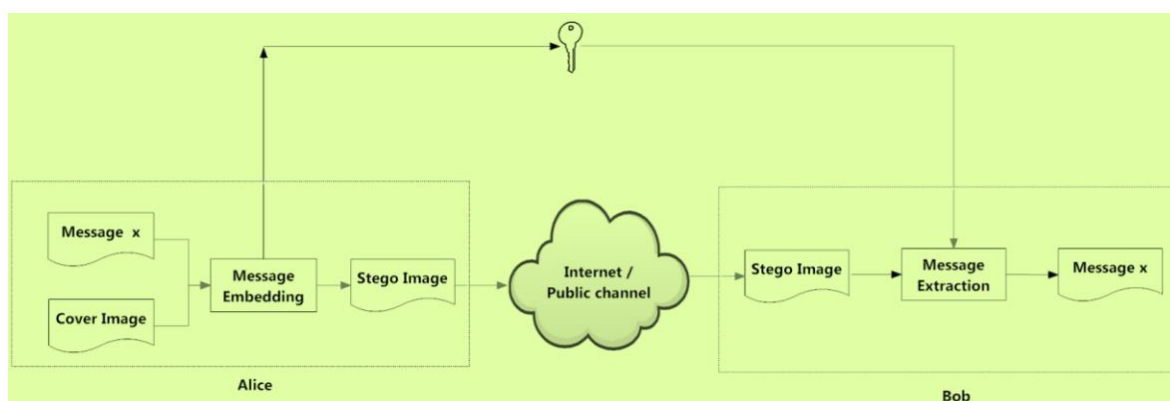 Message x
Cover Image
Message
Embedding
Stego Image
Alice
Internet /
Public channel
Stego Image
Message
Extraction
Message x
Bob